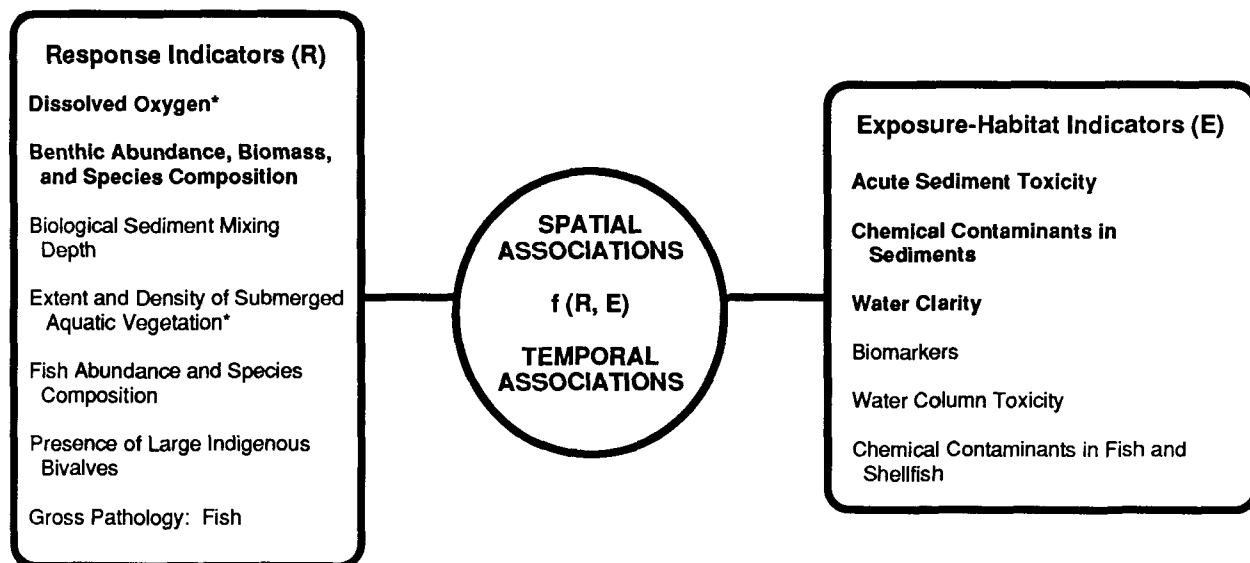 Response Indicators (R)
Dissolved Oxygen*
Benthic Abundance, Biomass,
and Species Composition
Biological Sediment Mixing
Depth
Extent and Density of Submerged
Aquatic Vegetation*
Fish Abundance and Species
Composition
Presence of Large Indigenous
Bivalves
Gross Pathology: Fish
SPATIAL
ASSOCIATIONS
f (R, E)
TEMPORAL
ASSOCIATIONS
Exposure-Habitat Indicators (E)
Acute Sediment Toxicity
Chemical Contaminants in
Sediments
Water Clarity
Biomarkers
Water Column Toxicity
Chemical Contaminants in Fish and
Shellfish